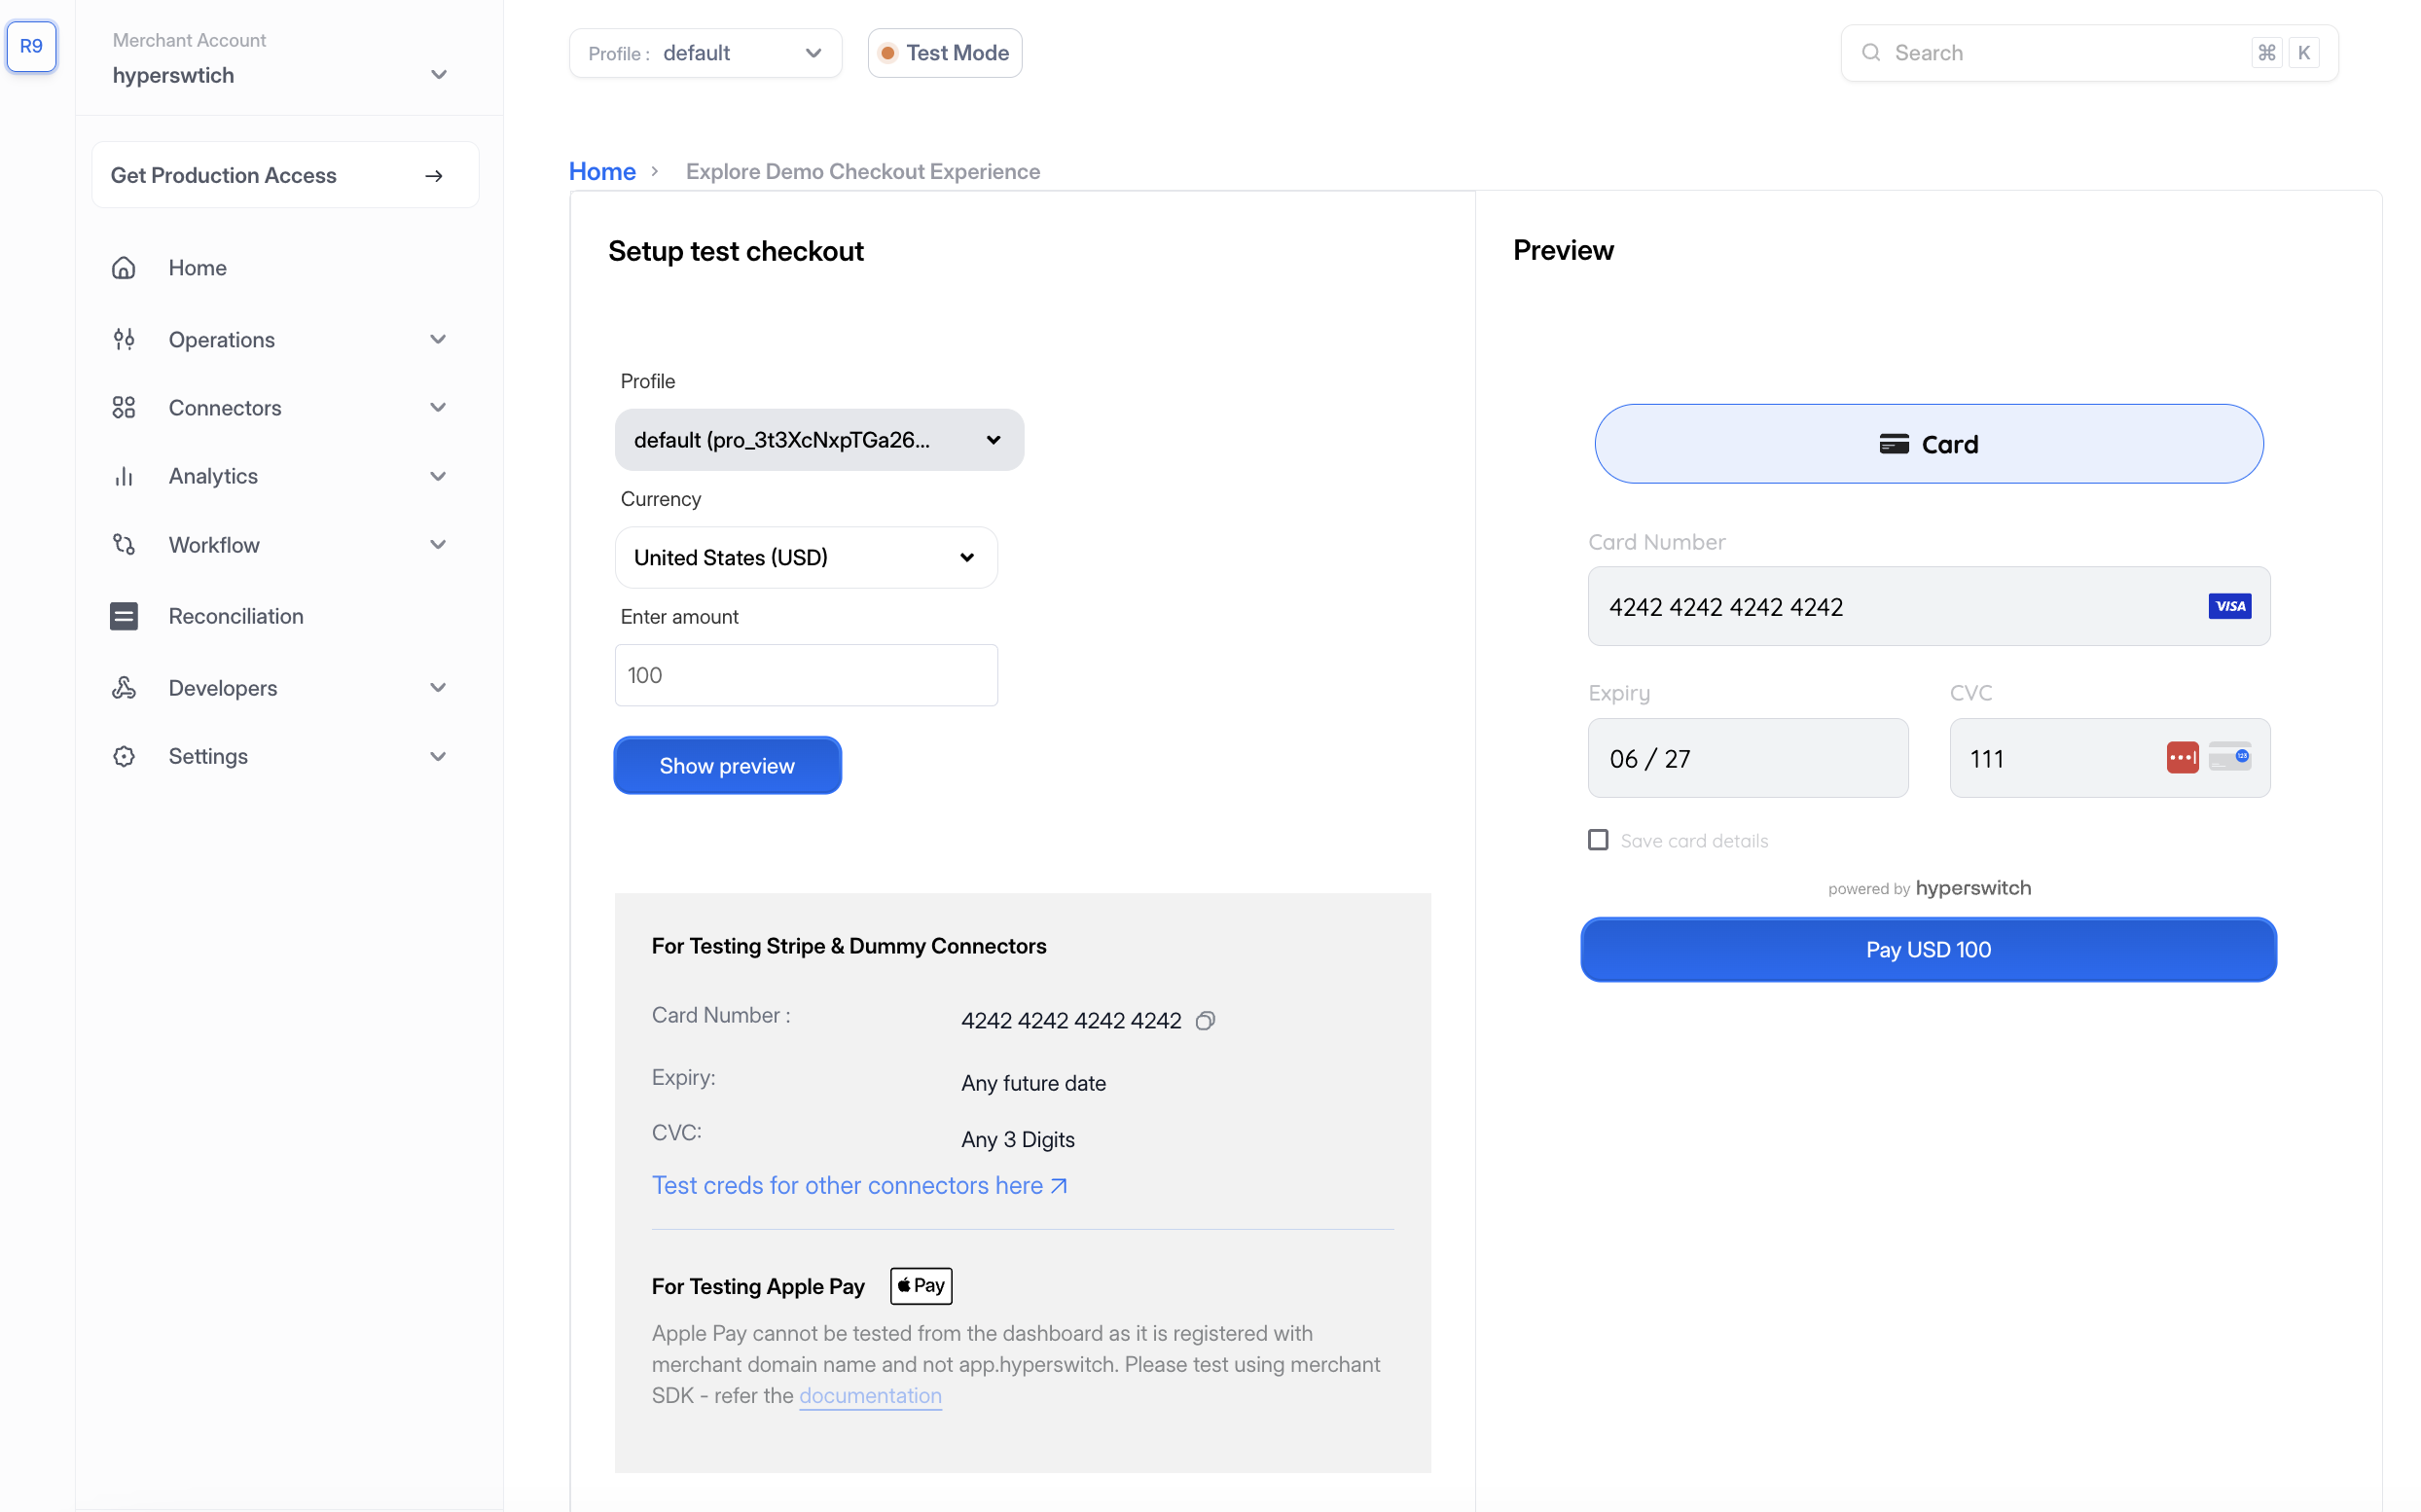 R9
Merchant Account
hyperswtich
Get Production Access
Home
Operations
Connectors
Analytics
Workflow
Reconciliation
Developers
Settings
Profile : default
Test Mode
Search
⌘ K
Home > Explore Demo Checkout Experience
Setup test checkout
Profile
default (pro_3t3XcNxpTGa26...
Currency
United States (USD)
Enter amount
100
Show preview
For Testing Stripe & Dummy Connectors
Card Number : 4242 4242 4242 4242
Expiry: Any future date
CVC: Any 3 Digits
Test creds for other connectors here
For Testing Apple Pay Pay
Apple Pay cannot be tested from the dashboard as it is registered with
merchant domain name and not app.hyperswitch. Please test using merchant
SDK - refer the documentation
Preview
Card
Card Number
4242 4242 4242 4242 VISA
Expiry CVC
06 / 27 111 123
Save card details
powered by hyperswitch
Pay USD 100